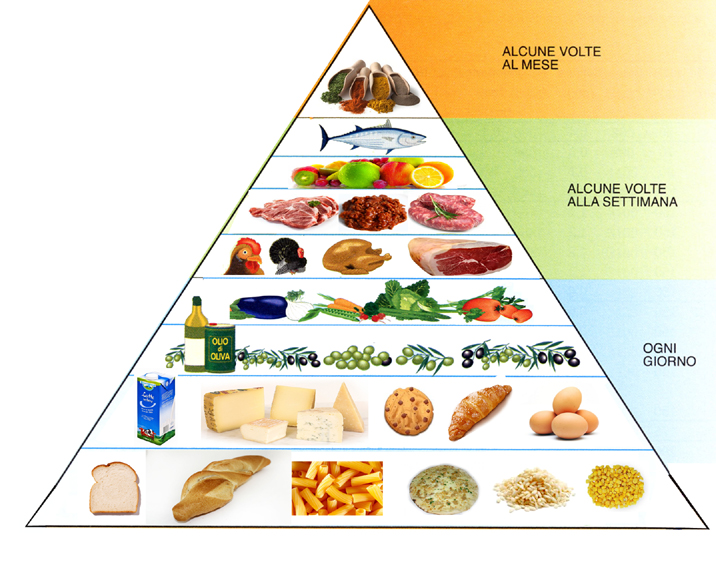 ALCUNE VOLTE
AL MESE
ALCUNE VOLTE
ALLA SETTIMANA
OLIO
di
OLIVA
OGNI
GIORNO